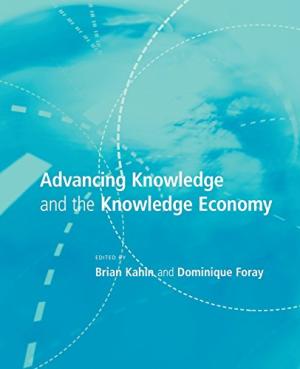 Advancing Knowledge
and the Knowledge Economy
EDITED BY
Brian Kahin and Dominique Foray